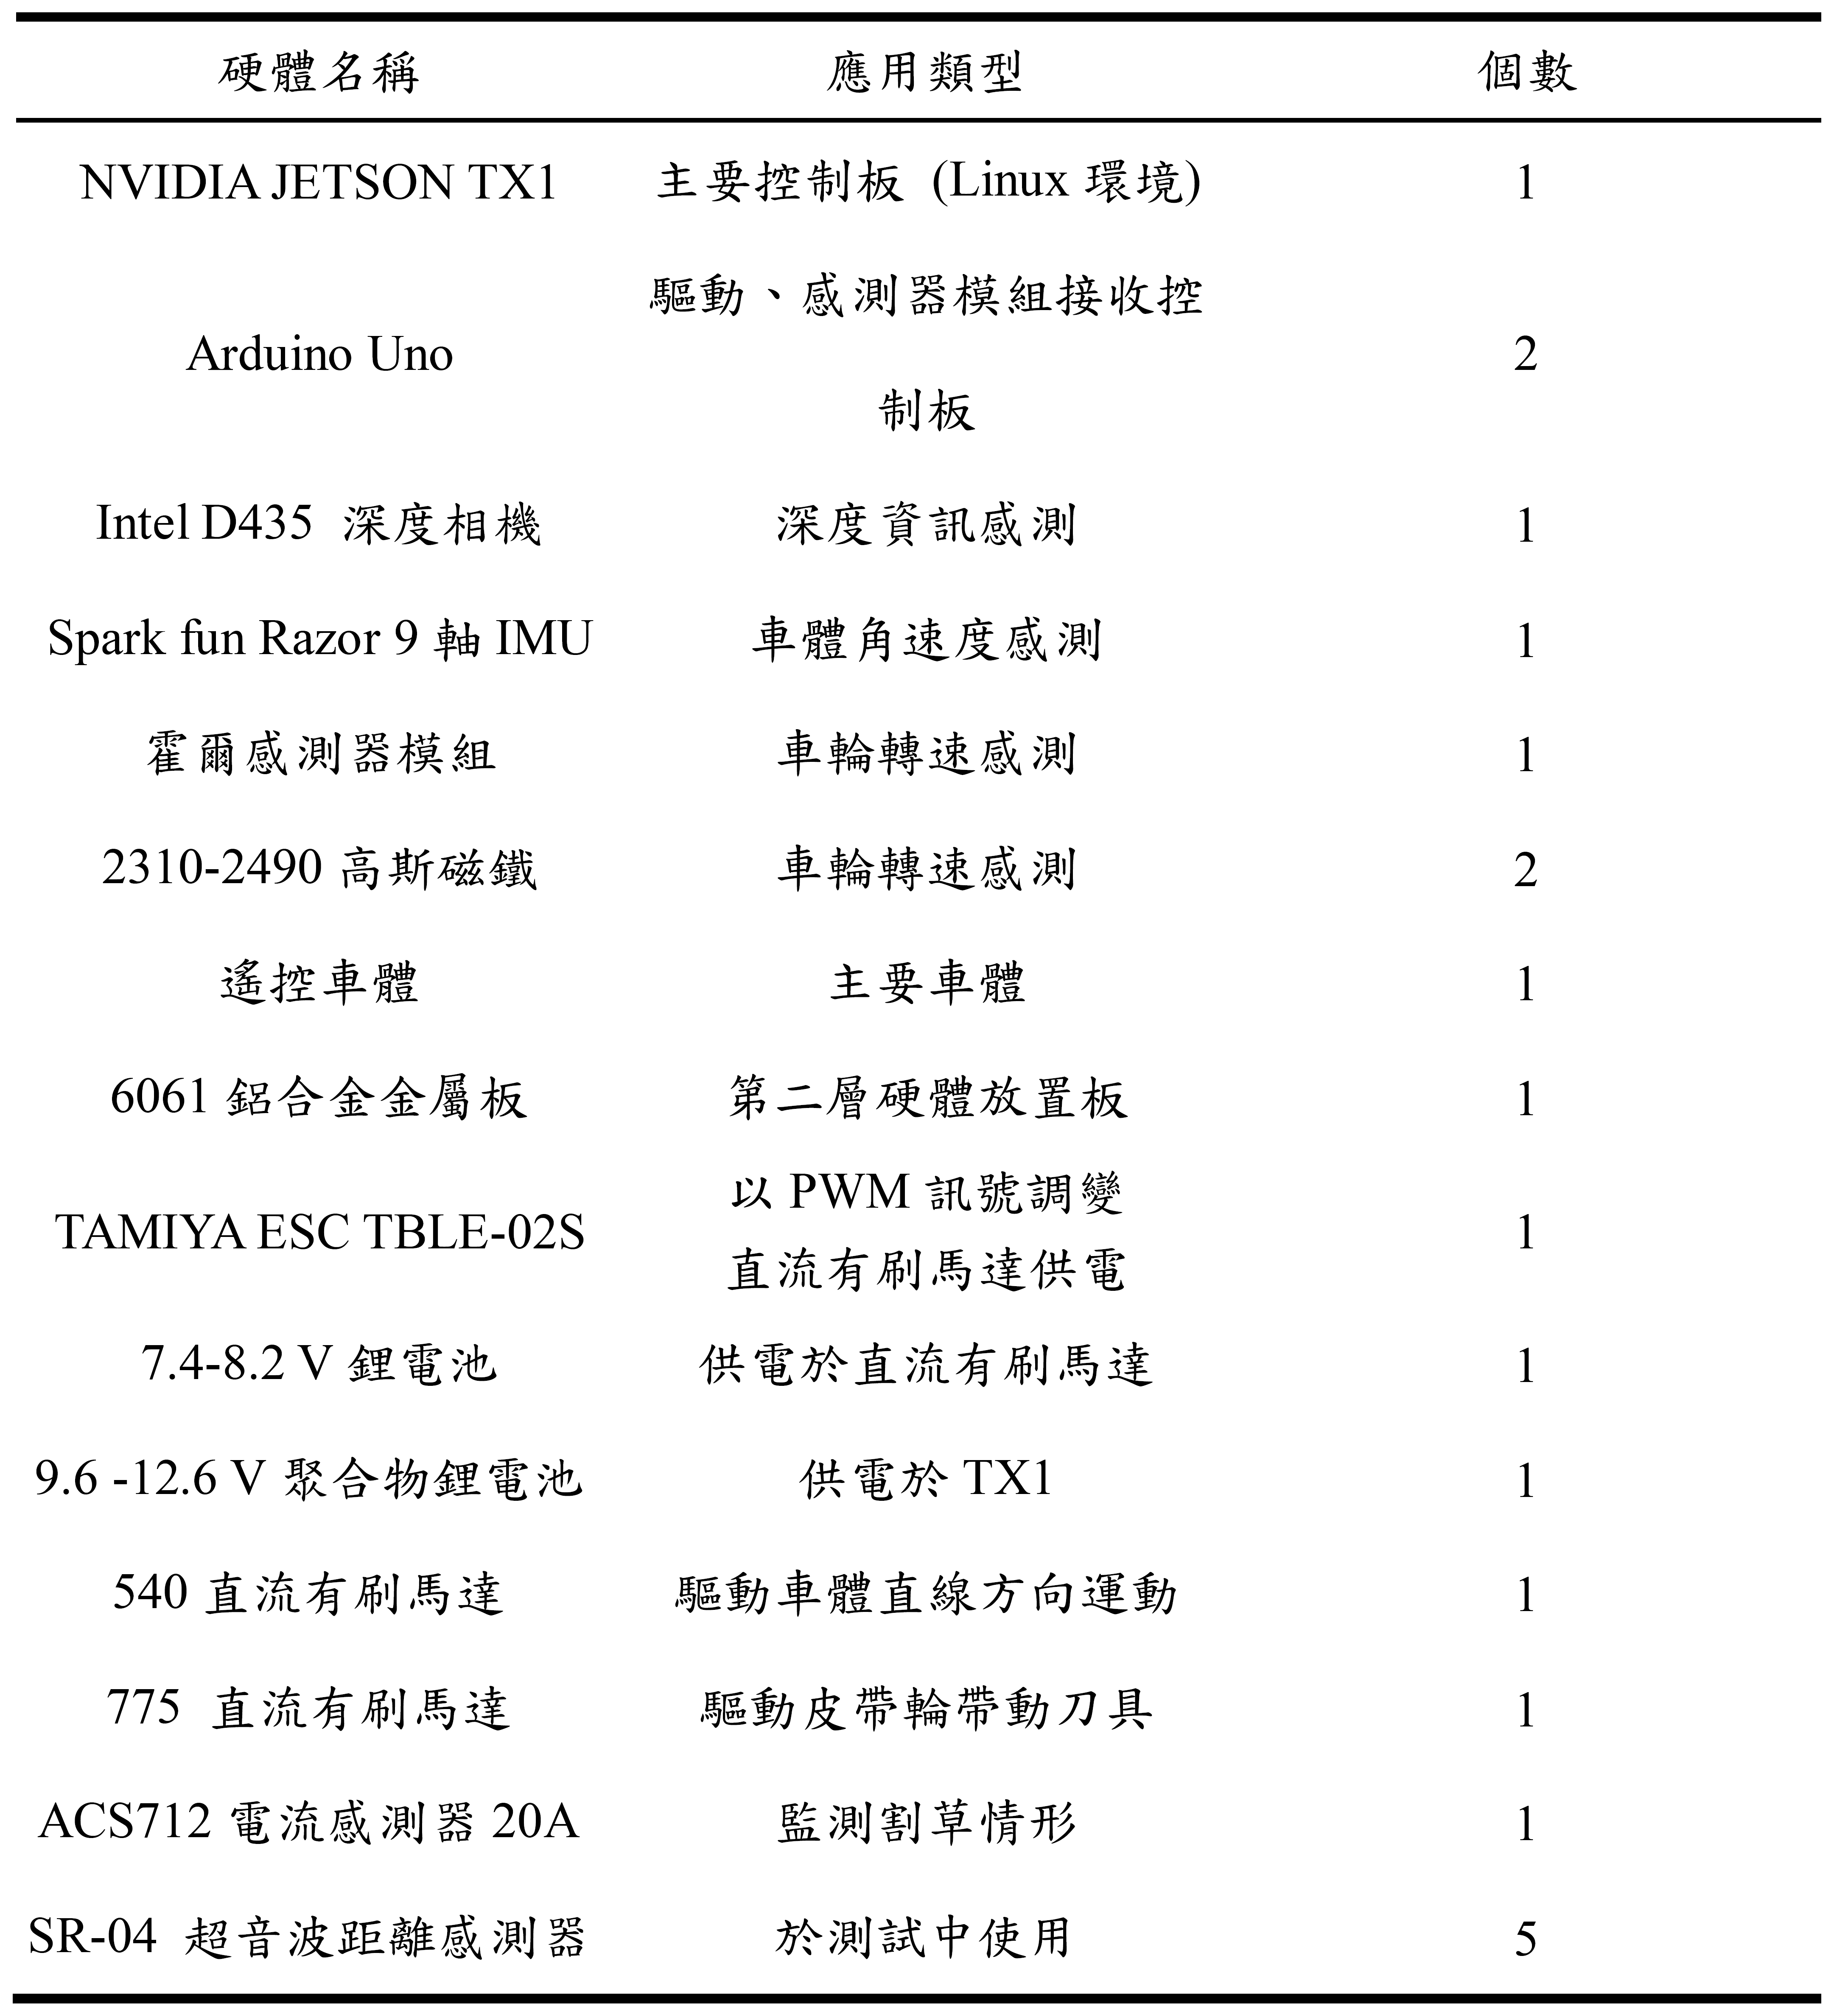 硬體名稱 應用類型 個數
NVIDIA JETSON TX1 主要控制板 (Linux 環境) 1
驅動、感測器模組接收控
Arduino Uno 2
制板
Intel D435 深度相機 深度資訊感測 1
Spark fun Razor 9 軸 IMU 車體角速度感測 1
霍爾感測器模組 車輪轉速感測 1
2310-2490 高斯磁鐵 車輪轉速感測 2
遙控車體 主要車體 1
6061 鋁合金金屬板 第二層硬體放置板 1
以 PWM 訊號調變
TAMIYA ESC TBLE-02S 1
直流有刷馬達供電
7.4-8.2 V 鋰電池 供電於直流有刷馬達 1
9.6 -12.6 V 聚合物鋰電池 供電於 TX1 1
540 直流有刷馬達 驅動車體直線方向運動 1
775 直流有刷馬達 驅動皮帶輪帶動刀具 1
ACS712 電流感測器 20A 監測割草情形 1
SR-04 超音波距離感測器 於測試中使用 5